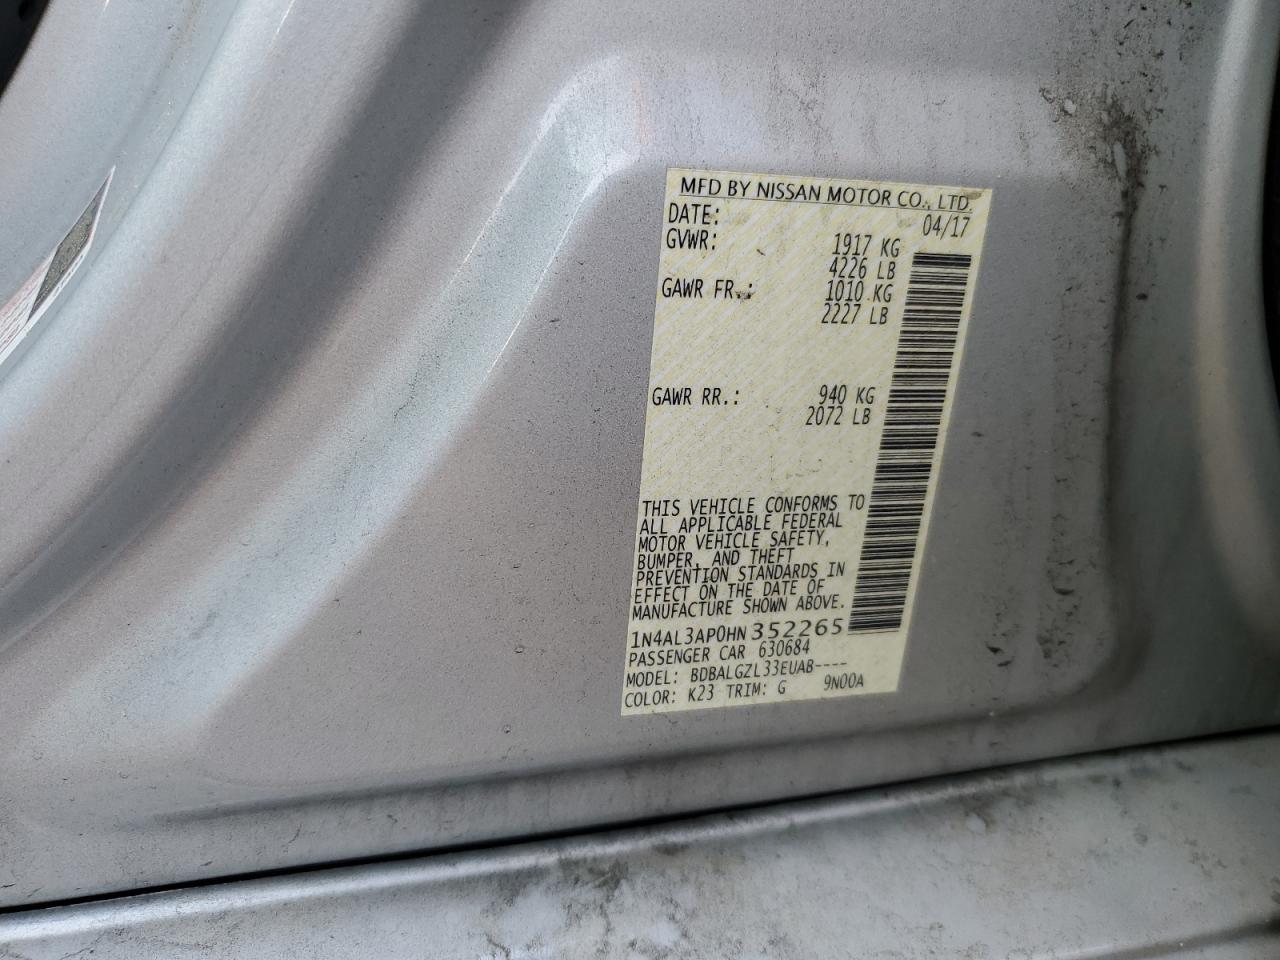 MFD BY NISSAN MOTOR CO., LTD.
DATE: 04/17
GVWR: 1917 KG
4226 LB
GAWR FR.: 1010 KG
2227 LB
GAWR RR.: 940 KG
2072 LB
THIS VEHICLE CONFORMS TO
ALL APPLICABLE FEDERAL
MOTOR VEHICLE SAFETY,
BUMPER, AND THEFT
PREVENTION STANDARDS IN
EFFECT ON THE DATE OF
MANUFACTURE SHOWN ABOVE.
1N4AL3AP0HN352265
PASSENGER CAR 630684
MODEL: BDBALGZL33EUAB----
COLOR: K23 TRIM: G 9N00A